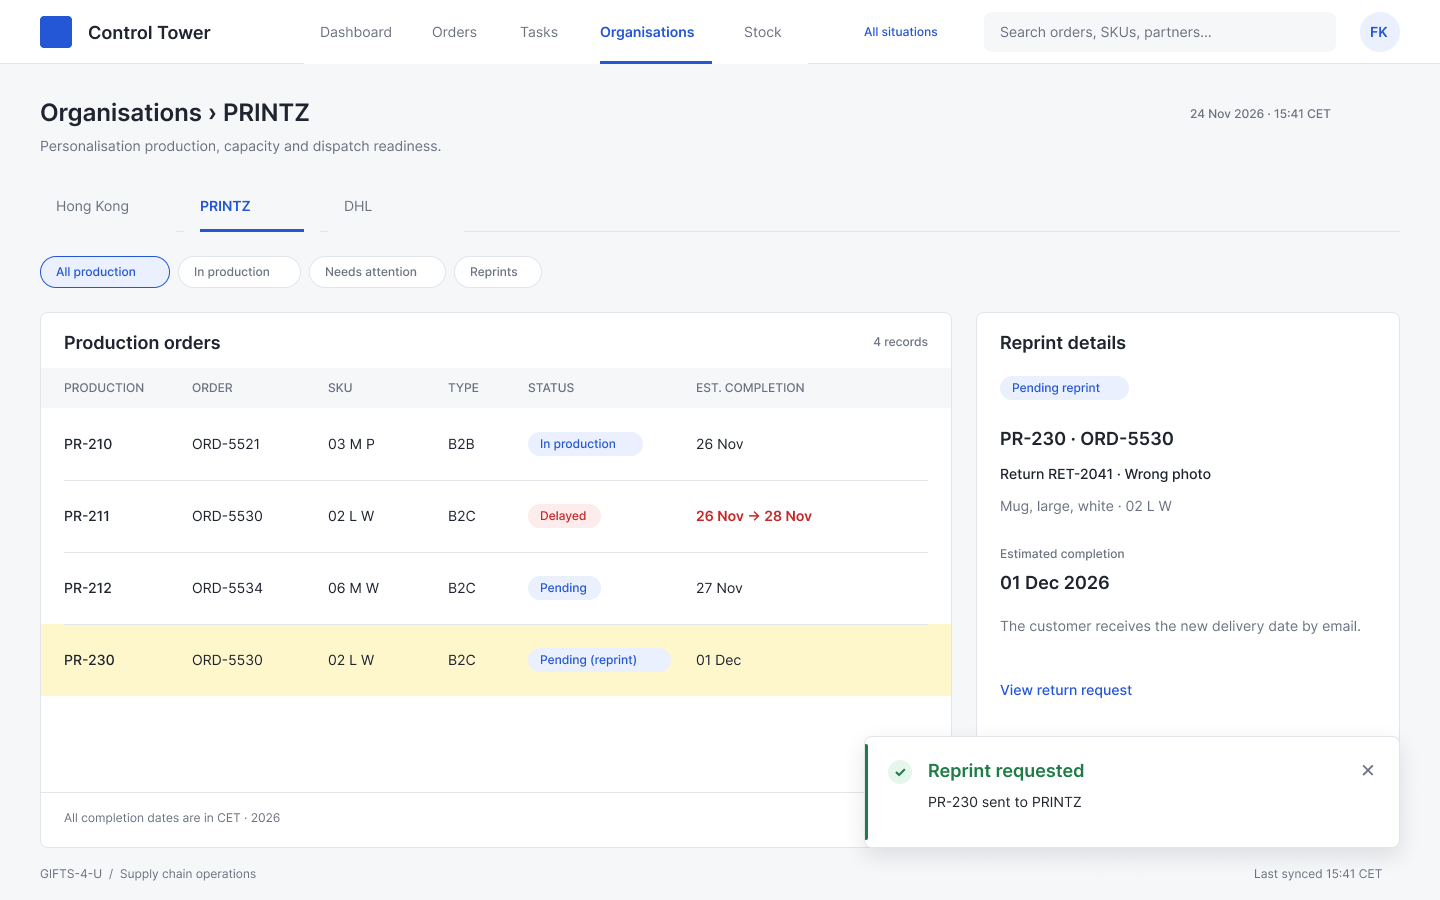 Control Tower
Dashboard Orders Tasks Organisations Stock All situations Search orders, SKUs, partners... FK
Organisations › PRINTZ
24 Nov 2026 · 15:41 CET
Personalisation production, capacity and dispatch readiness.
Hong Kong PRINTZ DHL
All production In production Needs attention Reprints
Production orders 4 records
PRODUCTION ORDER SKU TYPE STATUS EST. COMPLETION
PR-210 ORD-5521 03 M P B2B In production 26 Nov
PR-211 ORD-5530 02 L W B2C Delayed 26 Nov → 28 Nov
PR-212 ORD-5534 06 M W B2C Pending 27 Nov
PR-230 ORD-5530 02 L W B2C Pending (reprint) 01 Dec
All completion dates are in CET · 2026
Reprint details
Pending reprint
PR-230 · ORD-5530
Return RET-2041 · Wrong photo
Mug, large, white · 02 L W
Estimated completion
01 Dec 2026
The customer receives the new delivery date by email.
View return request
Reprint requested
PR-230 sent to PRINTZ
GIFTS-4-U / Supply chain operations
Last synced 15:41 CET